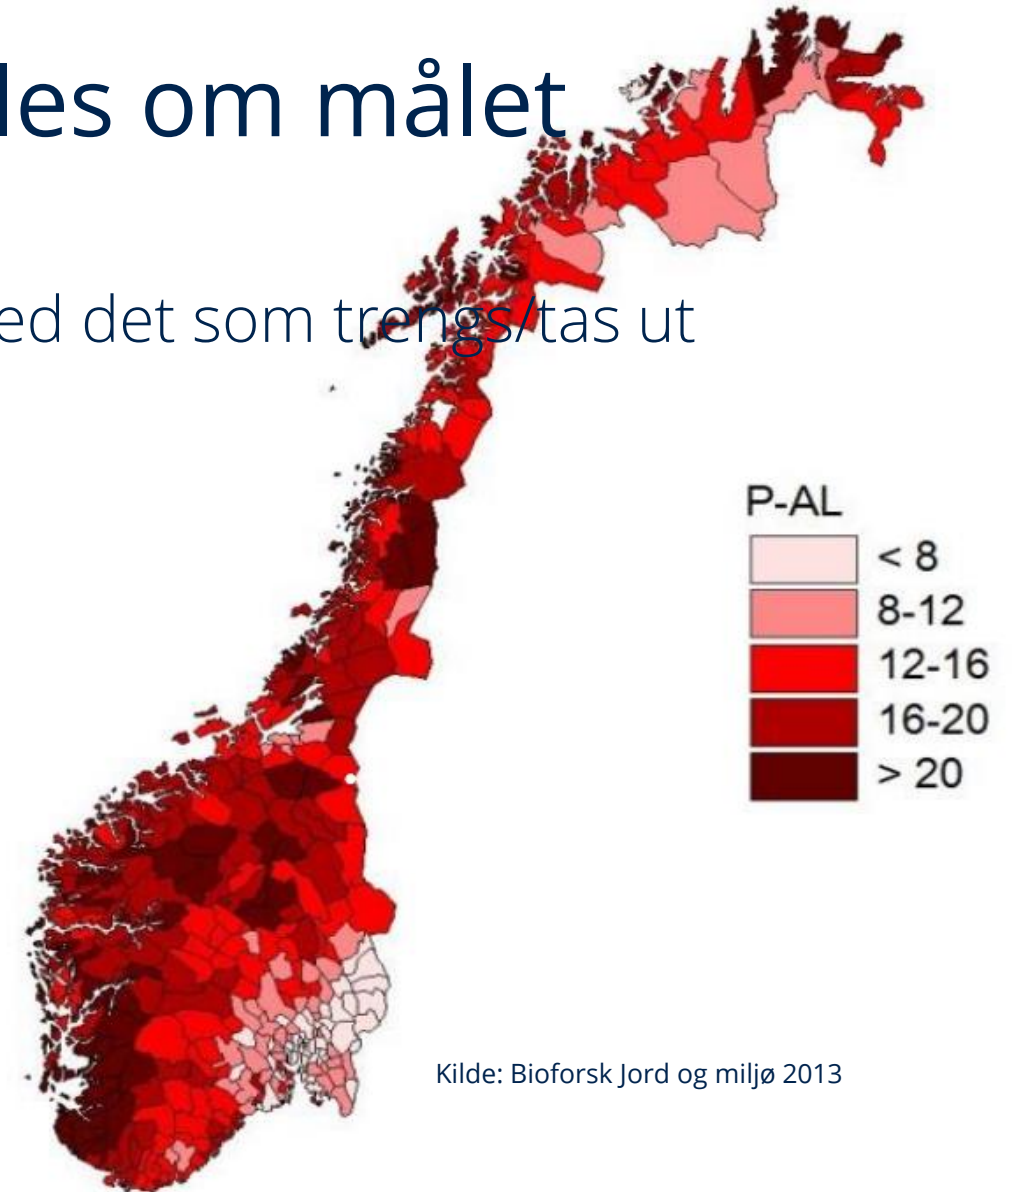 les om målet
ed det som trengs/tas ut
P-AL
< 8
8-12
12-16
16-20
> 20
Kilde: Bioforsk Jord og miljø 2013